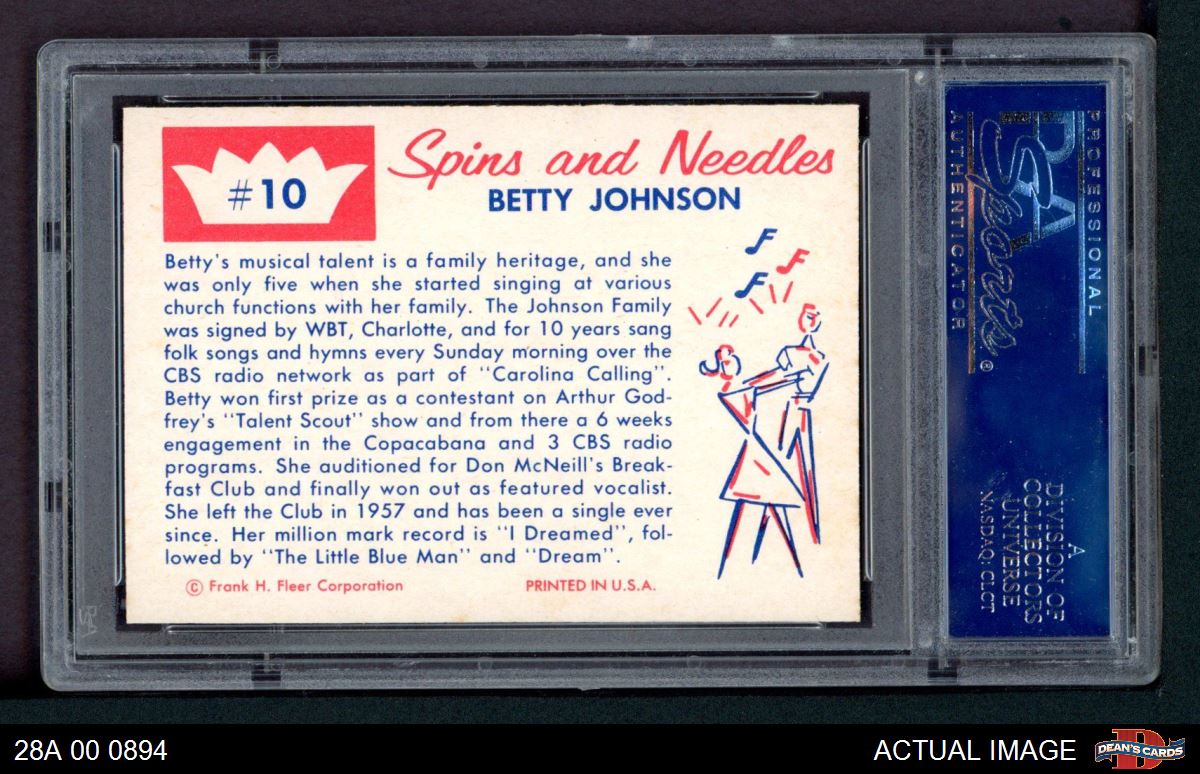 #10
Spins and Needles
BETTY JOHNSON
Betty's musical talent is a family heritage, and she
was only five when she started singing at various
church functions with her family. The Johnson Family
was signed by WBT, Charlotte, and for 10 years sang
folk songs and hymns every Sunday morning over the
CBS radio network as part of "Carolina Calling".
Betty won first prize as a contestant on Arthur God-
frey's "Talent Scout" show and from there a 6 weeks
engagement in the Copacabana and 3 CBS radio
programs. She auditioned for Don McNeill's Break-
fast Club and finally won out as featured vocalist.
She left the Club in 1957 and has been a single ever
since. Her million mark record is "I Dreamed", fol-
lowed by "The Little Blue Man" and "Dream".
© Frank H. Fleer Corporation
PRINTED IN U.S.A.
PROFESSIONAL
PSA
Sports
®
AUTHENTICATOR
A
DIVISION OF
COLLECTORS
UNIVERSE
NASDAQ: CLCT
28A 00 0894
ACTUAL IMAGE
D
DEAN'S CARDS